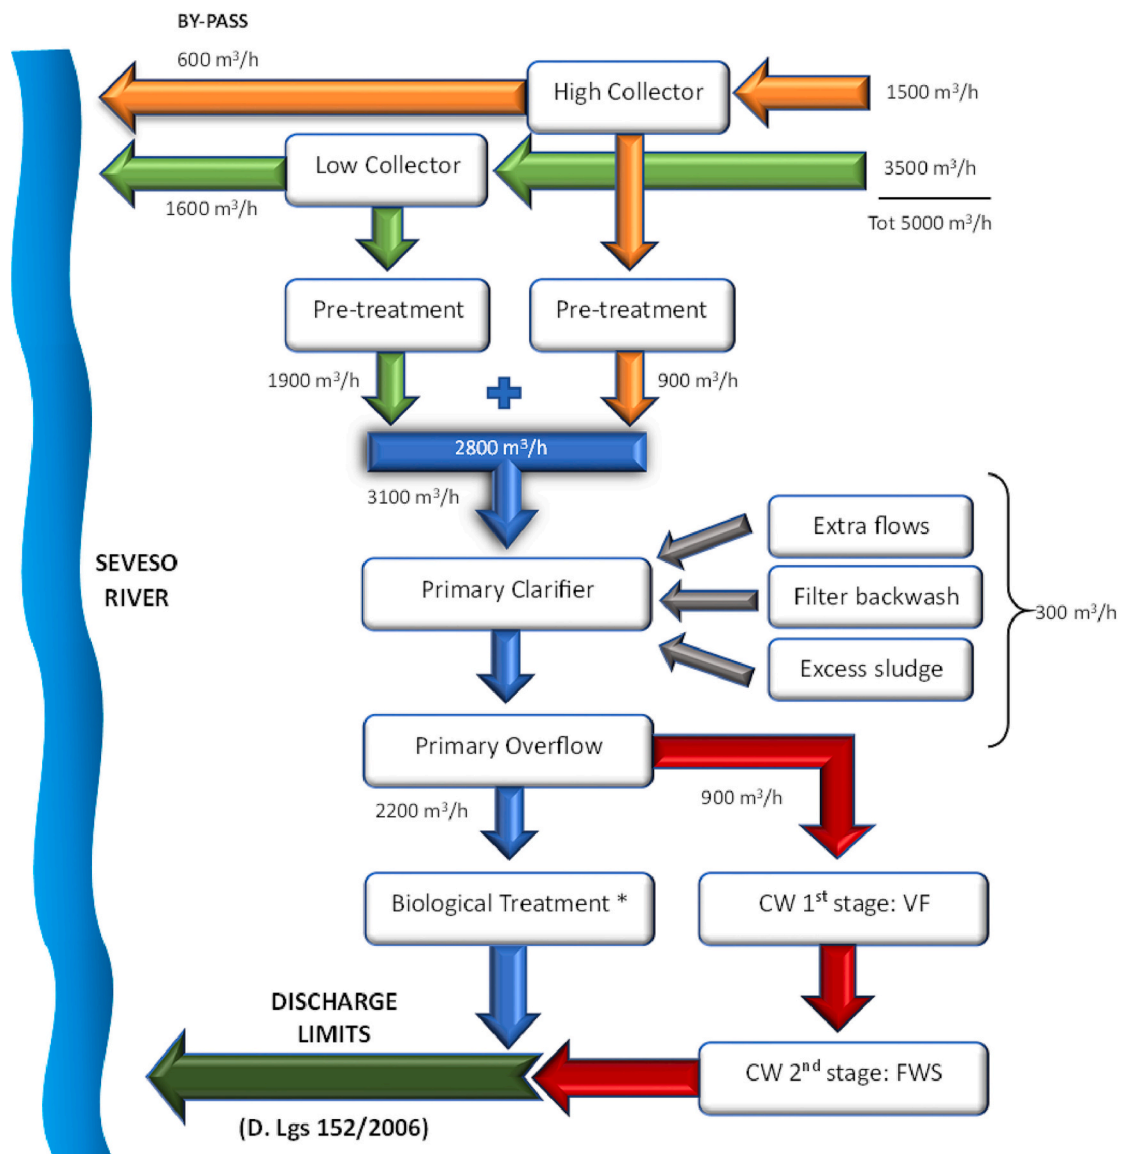 BY-PASS
600 m³/h
High Collector
1500 m³/h
Low Collector
3500 m³/h
1600 m³/h
Tot 5000 m³/h
Pre-treatment
Pre-treatment
1900 m³/h
900 m³/h
2800 m³/h
3100 m³/h
Extra flows
SEVESO
RIVER
Primary Clarifier
Filter backwash
300 m³/h
Excess sludge
Primary Overflow
2200 m³/h
900 m³/h
Biological Treatment *
CW 1st stage: VF
DISCHARGE
LIMITS
CW 2nd stage: FWS
(D. Lgs 152/2006)